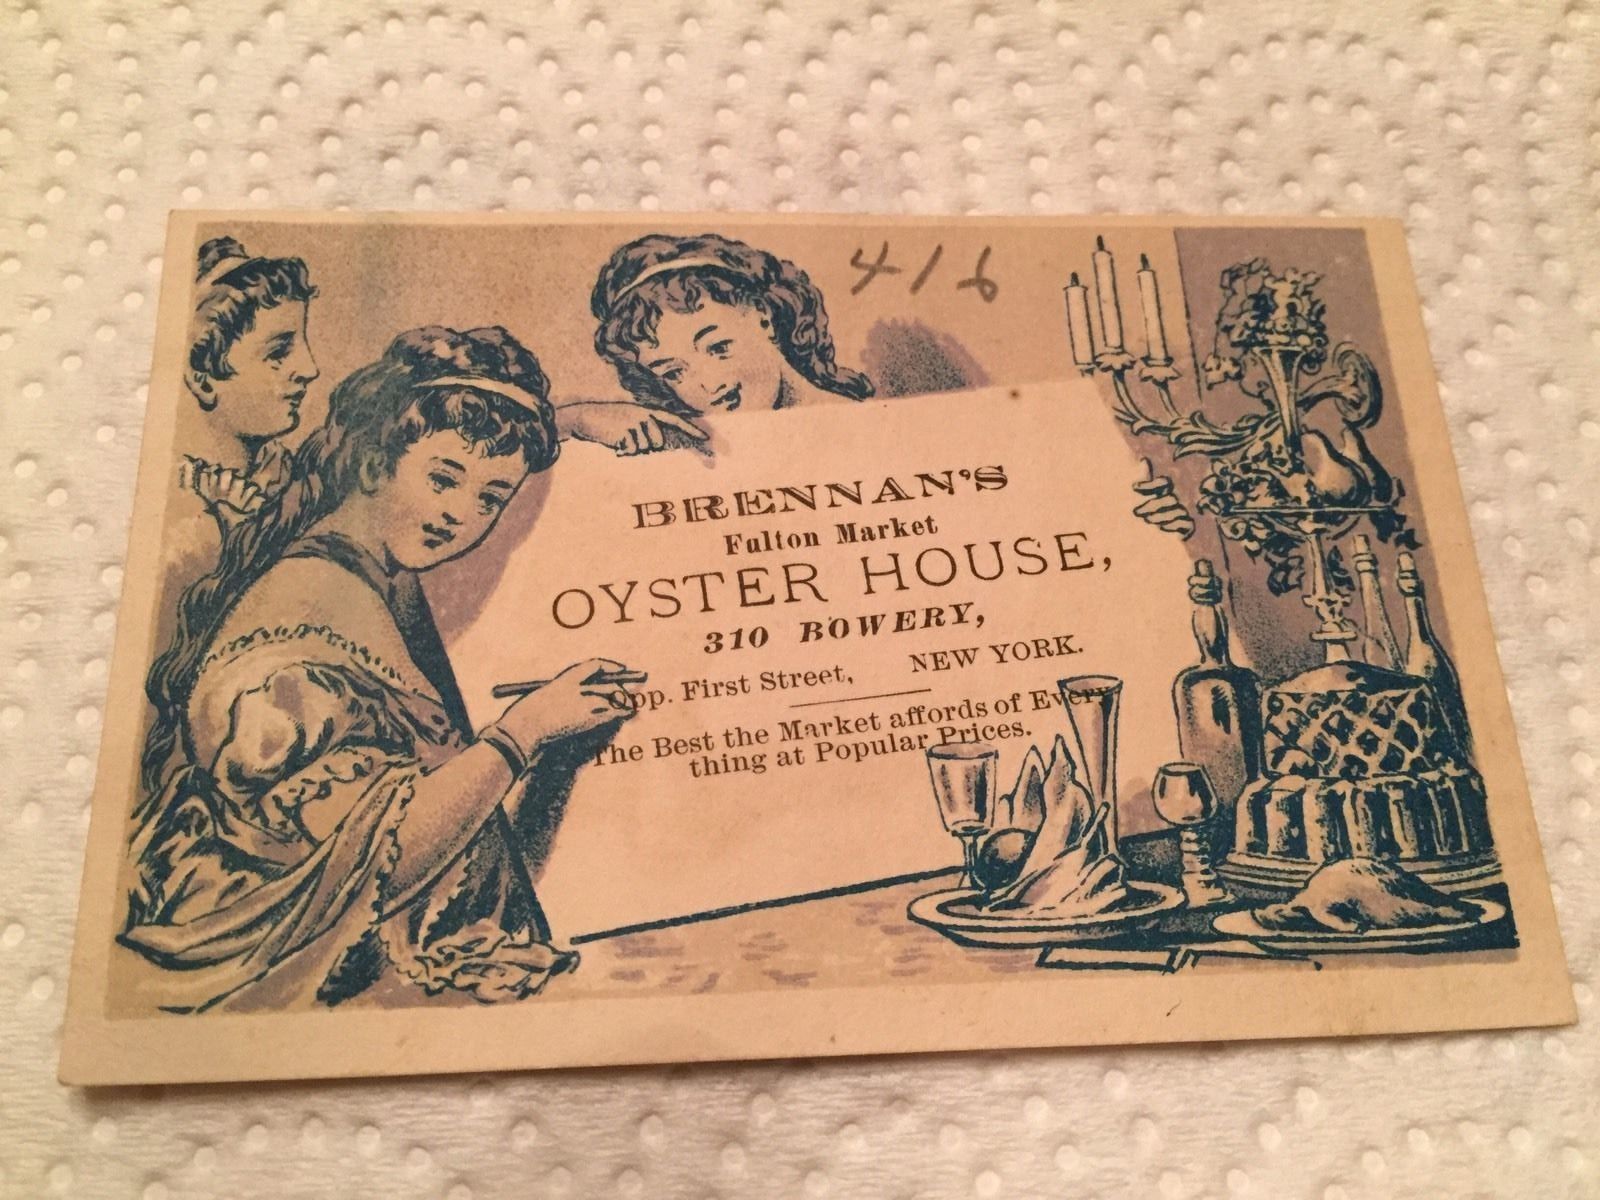 416
BRENNAN'S
Fulton Market
OYSTER HOUSE,
310 BOWERY,
Opp. First Street, NEW YORK.
The Best the Market affords of Every
thing at Popular Prices.